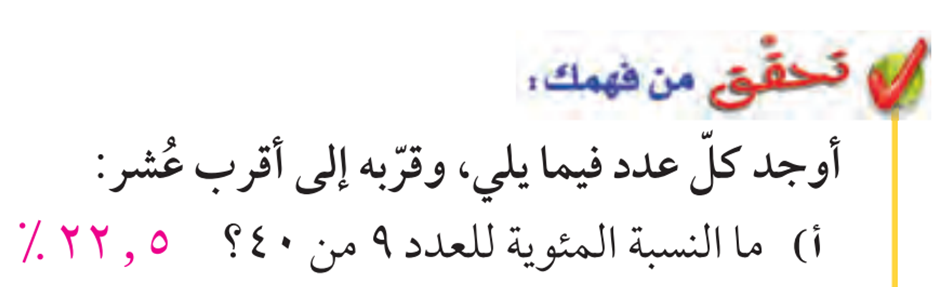 تحقّق من فهمك:
أوجد كلّ عدد فيما يلي، وقرّبه إلى أقرب عُشر:
أ) ما النسبة المئوية للعدد ٩ من ٤٠؟ ٢٢,٥ ٪